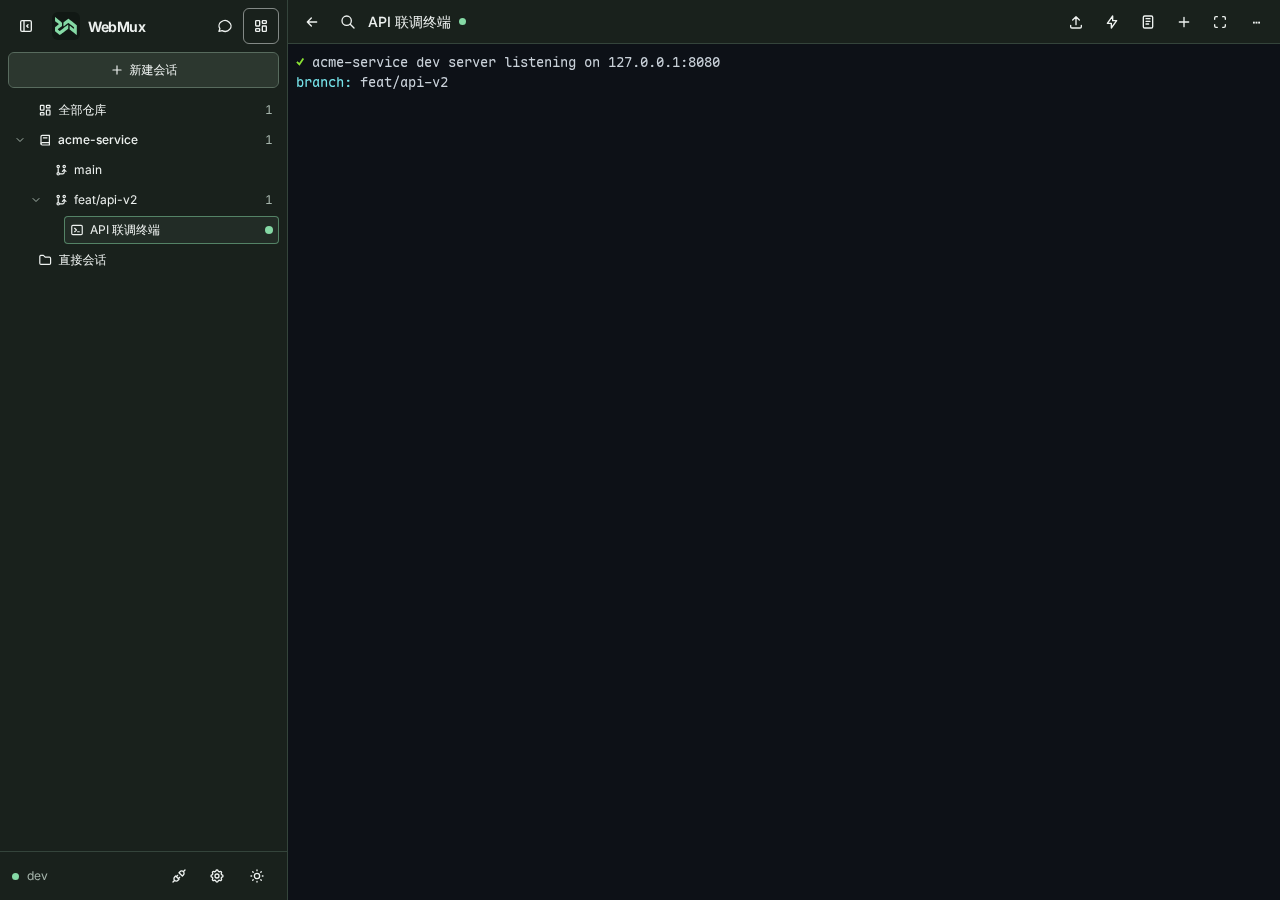 WebMux
新建会话
全部仓库 1
acme-service 1
main
feat/api-v2 1
API 联调终端
直接会话
dev
API 联调终端
✔ acme-service dev server listening on 127.0.0.1:8080
branch: feat/api-v2